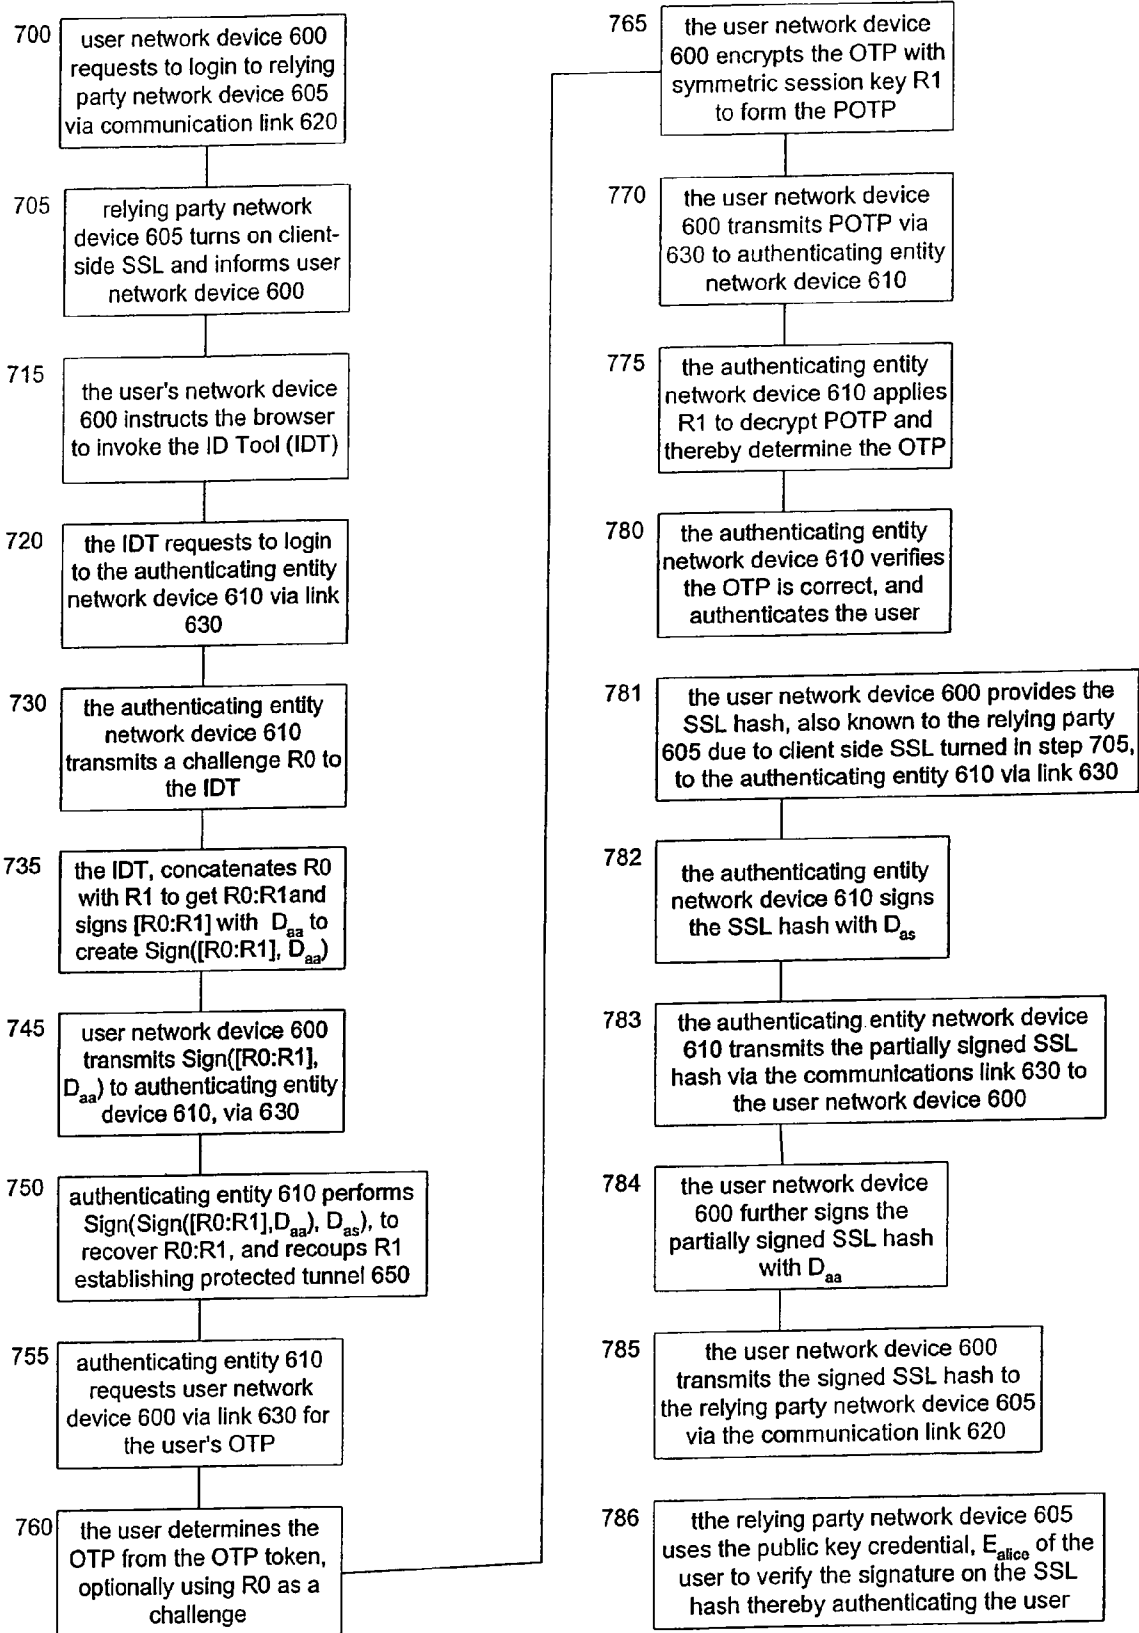 700
user network device 600
requests to login to relying
party network device 605
via communication link 620
705
relying party network
device 605 turns on client-
side SSL and informs user
network device 600
715
the user's network device
600 instructs the browser
to invoke the ID Tool (IDT)
720
the IDT requests to login
to the authenticating entity
network device 610 via link
630
730
the authenticating entity
network device 610
transmits a challenge R0 to
the IDT
735
the IDT, concatenates R0
with R1 to get R0:R1and
signs [R0:R1] with Daa to
create Sign([R0:R1], Daa)
745
user network device 600
transmits Sign([R0:R1],
Daa) to authenticating entity
device 610, via 630
750
authenticating entity 610 performs
Sign(Sign([R0:R1],Daa), Das), to
recover R0:R1, and recoups R1
establishing protected tunnel 650
755
authenticating entity 610
requests user network
device 600 via link 630 for
the user's OTP
760
the user determines the
OTP from the OTP token,
optionally using R0 as a
challenge
765
the user network device
600 encrypts the OTP with
symmetric session key R1
to form the POTP
770
the user network device
600 transmits POTP via
630 to authenticating entity
network device 610
775
the authenticating entity
network device 610 applies
R1 to decrypt POTP and
thereby determine the OTP
780
the authenticating entity
network device 610 verifies
the OTP is correct, and
authenticates the user
781
the user network device 600 provides the
SSL hash, also known to the relying party
605 due to client side SSL turned in step 705,
to the authenticating entity 610 via link 630
782
the authenticating entity
network device 610 signs
the SSL hash with Das
783
the authenticating entity network device
610 transmits the partially signed SSL
hash via the communications link 630 to
the user network device 600
784
the user network device
600 further signs the
partially signed SSL hash
with Daa
785
the user network device 600
transmits the signed SSL hash to
the relying party network device 605
via the communication link 620
786
tthe relying party network device 605
uses the public key credential, Ealice of the
user to verify the signature on the SSL
hash thereby authenticating the user